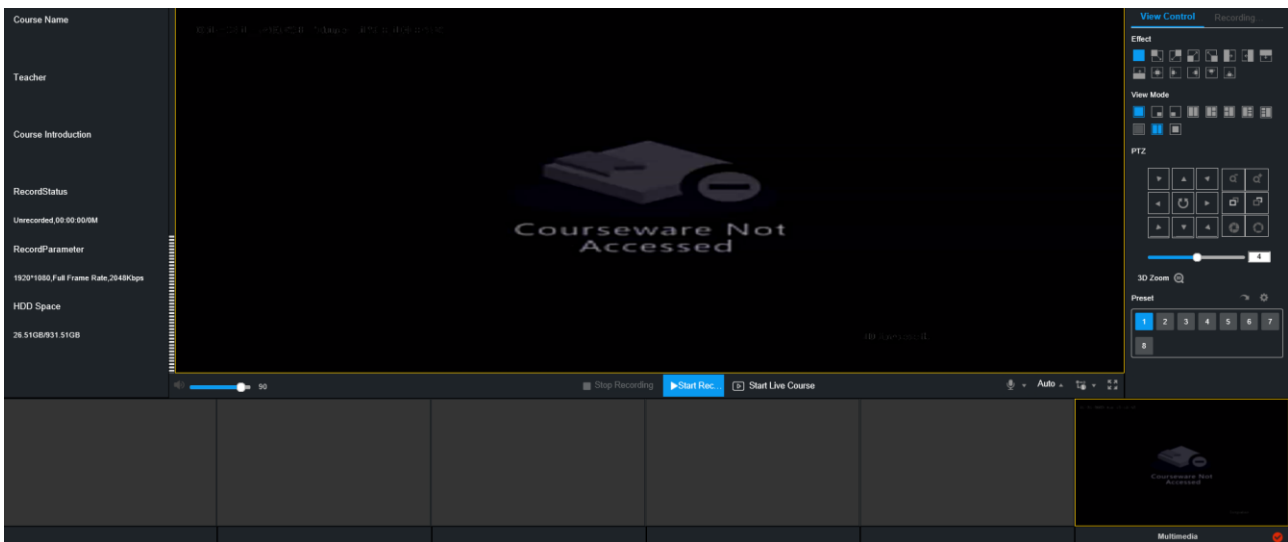 Course Name
Teacher
Course Introduction
RecordStatus
Unrecorded,00:00:00/0M
RecordParameter
1920*1080,Full Frame Rate,2048Kbps
HDD Space
26.51GB/931.51GB
Courseware Not
Accessed
90
Stop Recording
Start Rec...
Start Live Course
Auto
View Control
Recording...
Effect
View Mode
PTZ
4
3D Zoom
Preset
1 2 3 4 5 6 7
8
Courseware Not
Accessed
Multimedia